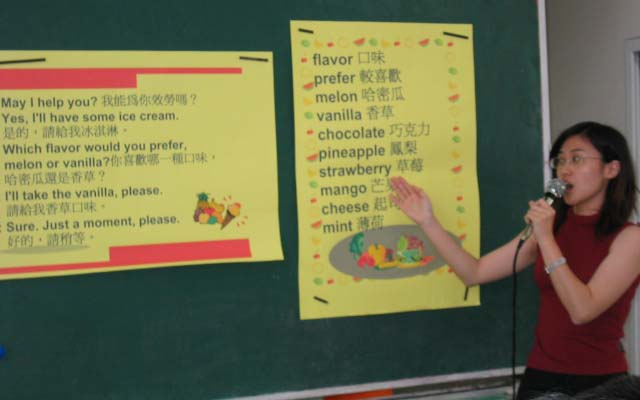 May I help you? 我能為你效勞嗎？
Yes, I'll have some ice cream.
是的，請給我冰淇淋。
Which flavor would you prefer,
melon or vanilla?你喜歡哪一種口味，
哈密瓜還是香草？
I'll take the vanilla, please.
請給我香草口味。
: Sure. Just a moment, please.
好的，請稍等。
flavor 口味
prefer 較喜歡
melon 哈密瓜
vanilla 香草
chocolate 巧克力
pineapple 鳳梨
strawberry 草莓
mango 芒
cheese 起
mint 薄荷